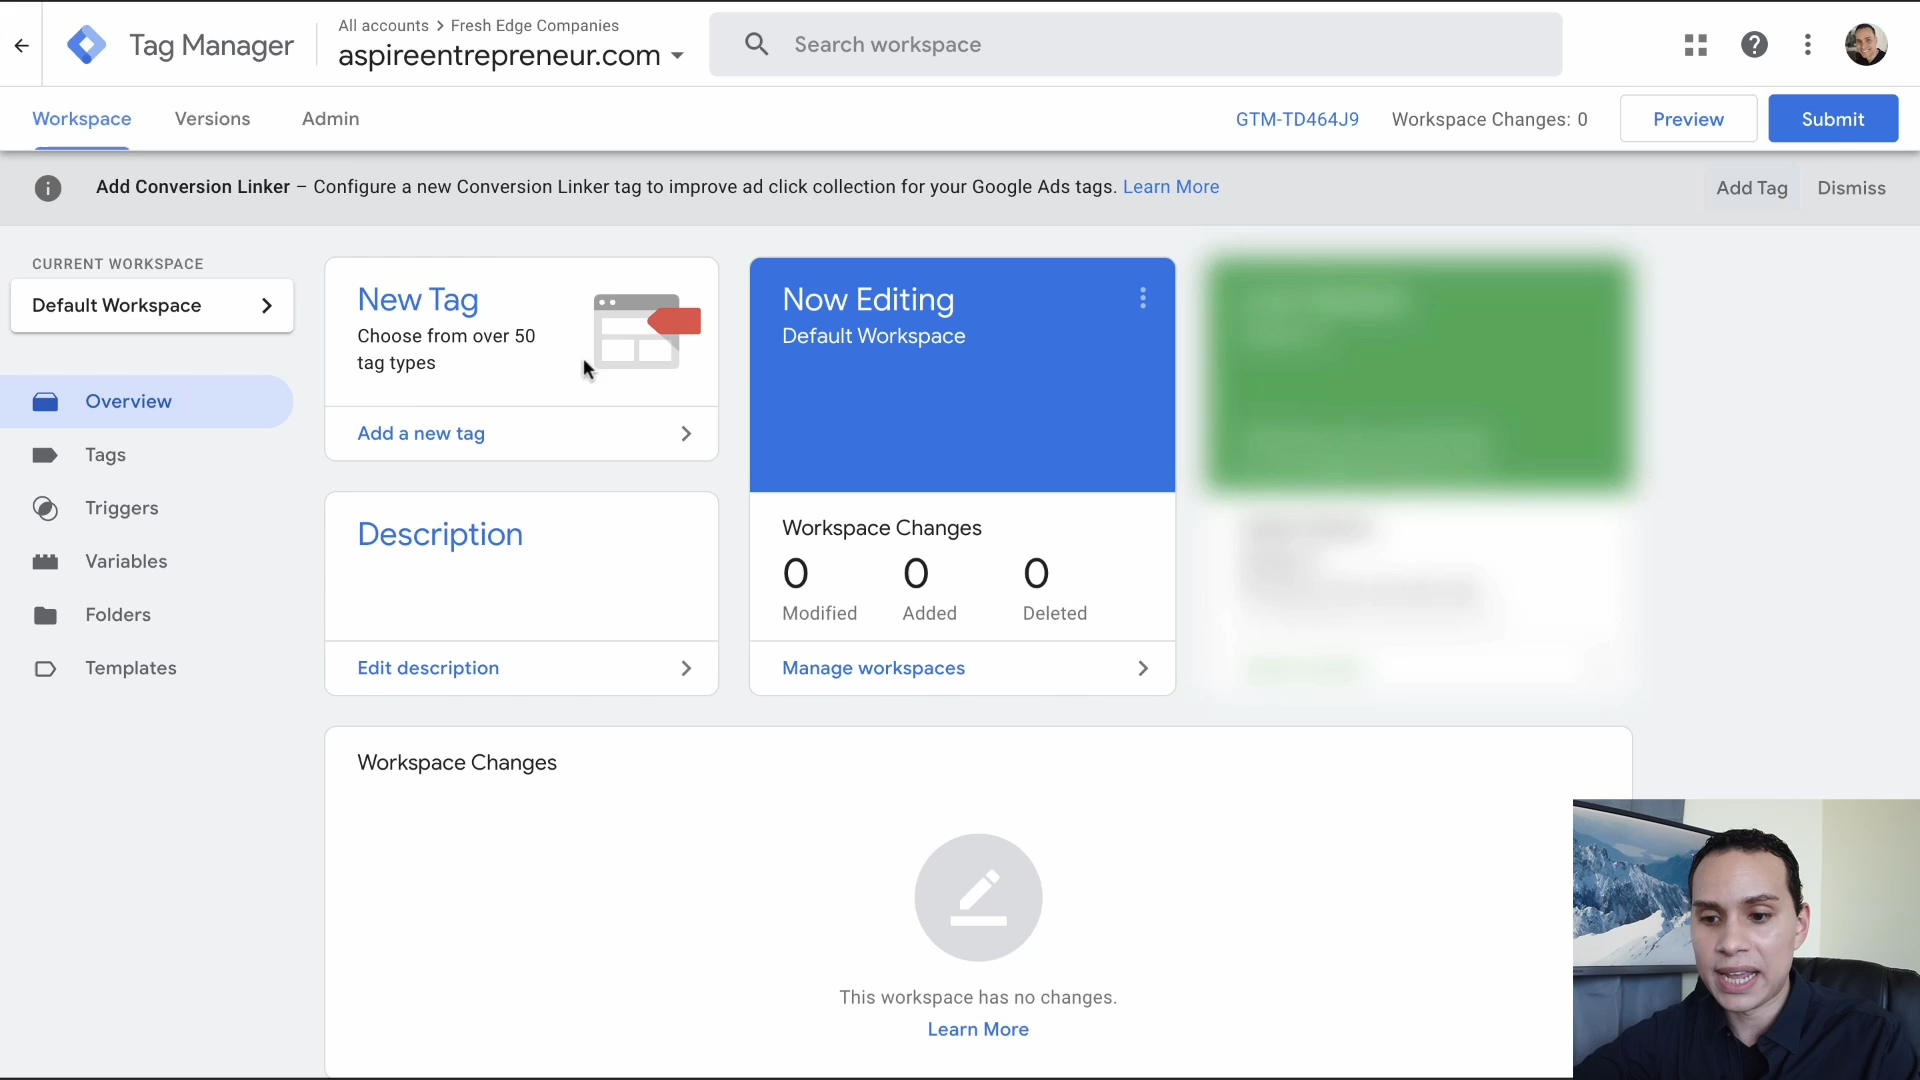 Tag Manager
All accounts > Fresh Edge Companies
aspireentrepreneur.com
Search workspace
Workspace
Versions
Admin
GTM-TD464J9
Workspace Changes: 0
Preview
Submit
Add Conversion Linker – Configure a new Conversion Linker tag to improve ad click collection for your Google Ads tags. Learn More
Add Tag
Dismiss
CURRENT WORKSPACE
Default Workspace
Overview
Tags
Triggers
Variables
Folders
Templates
New Tag
Choose from over 50
tag types
Add a new tag
Description
Edit description
Now Editing
Default Workspace
Workspace Changes
0 0 0
Modified Added Deleted
Manage workspaces
Workspace Changes
This workspace has no changes.
Learn More